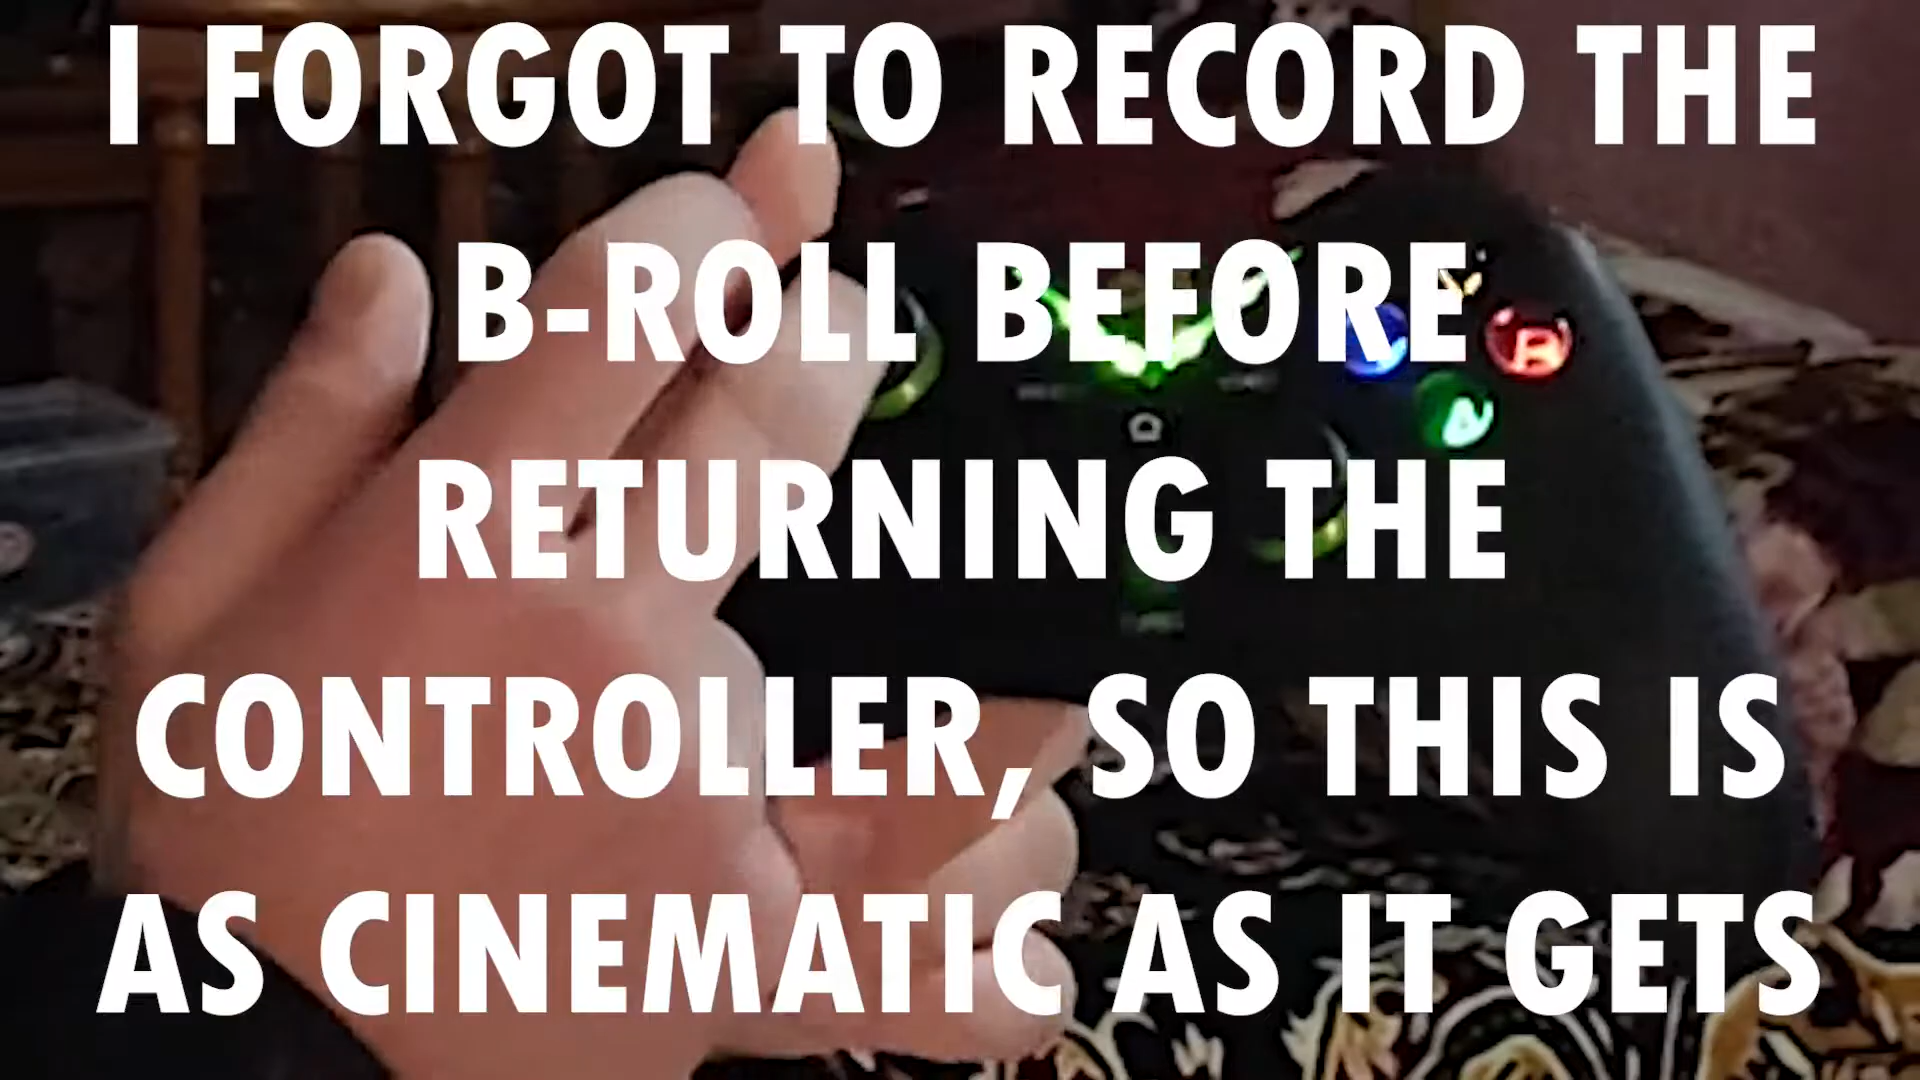 I FORGOT TO RECORD THE
B-ROLL BEFORE
RETURNING THE
CONTROLLER, SO THIS IS
AS CINEMATIC AS IT GETS
B
A